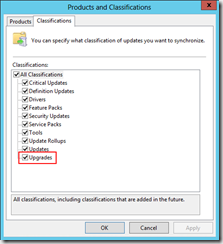 Products and Classifications
Products
Classifications
You can specify what classification of updates you want to synchronize.
Classifications:
All Classifications
Critical Updates
Definition Updates
Drivers
Feature Packs
Security Updates
Service Packs
Tools
Update Rollups
Updates
Upgrades
All classifications, including classifications that are added in the future.
OK
Cancel
Apply